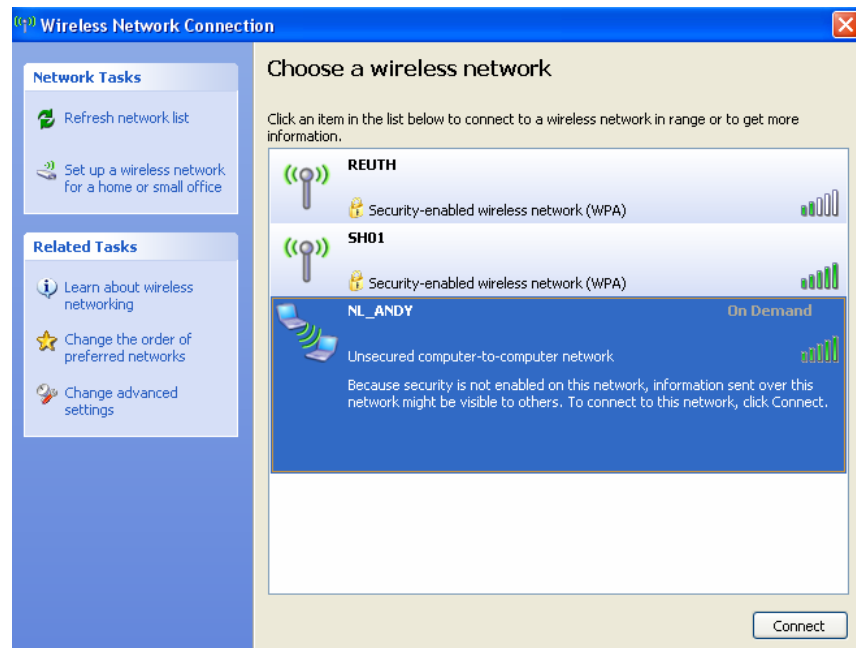 Wireless Network Connection
Network Tasks
Refresh network list
Set up a wireless network
for a home or small office
Related Tasks
Learn about wireless
networking
Change the order of
preferred networks
Change advanced
settings
Choose a wireless network
Click an item in the list below to connect to a wireless network in range or to get more
information.
REUTH
Security-enabled wireless network (WPA)
SH01
Security-enabled wireless network (WPA)
NL_ANDY On Demand
Unsecured computer-to-computer network
Because security is not enabled on this network, information sent over this
network might be visible to others. To connect to this network, click Connect.
Connect